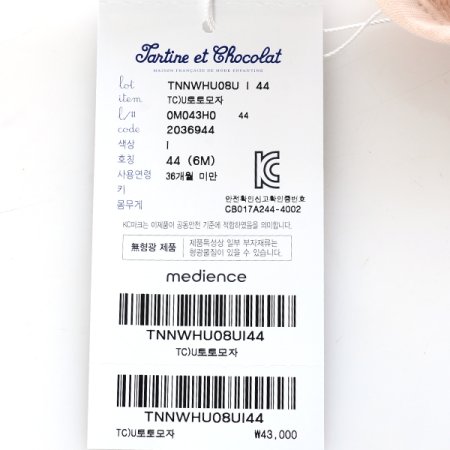 Tartine et Chocolat
MAISON FRANÇAISE DE MODE ENFANTINE
lot TNNWHU08U I 44
item TC)U토토모자
L/# 0M043H0 44
code 2036944
색상 I
호칭 44 (6M)
사용연령 36개월 미만
키
몸무게
안전확인신고확인증번호
CB017A244-4002
KC마크는 이제품이 공동안전 기준에 적합하였음을 의미합니다.
無형광 제품 제품특성상 일부 부자재류는
형광물질이 있을 수 있습니다.
medience
TNNWHU08UI44
TC)U토토모자
TNNWHU08UI44
TC)U토토모자 ₩43,000